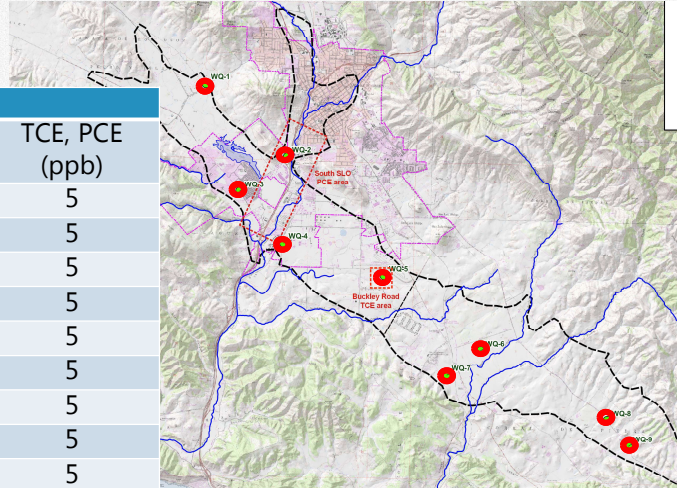 TCE, PCE
(ppb)
5
5
5
5
5
5
5
5
5
WQ-1
WQ-2
South SLO
PCE area
WQ-3
WQ-4
WQ-5
Buckley Road
TCE area
WQ-6
WQ-7
WQ-8
WQ-9